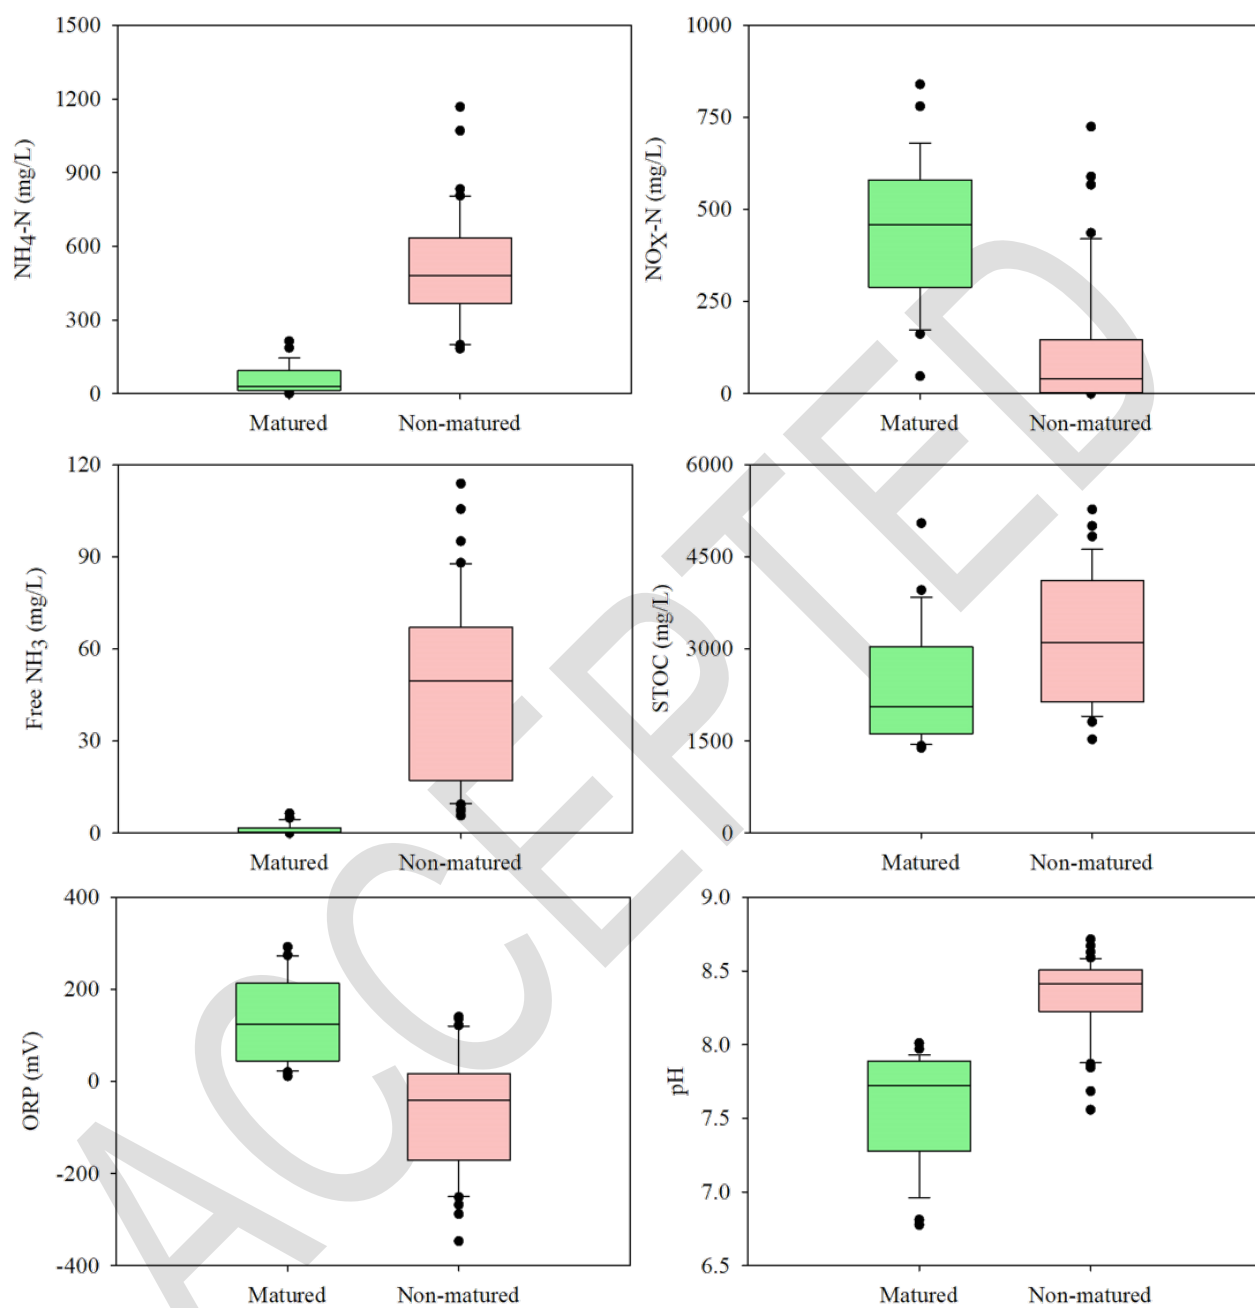 NH4-N (mg/L)
1500
1200
900
600
300
0
Matured Non-matured
NOX-N (mg/L)
1000
750
500
250
0
Matured Non-matured
Free NH3 (mg/L)
120
90
60
30
0
Matured Non-matured
STOC (mg/L)
6000
4500
3000
1500
0
Matured Non-matured
ORP (mV)
400
200
0
-200
-400
Matured Non-matured
pH
9.0
8.5
8.0
7.5
7.0
6.5
Matured Non-matured
ACCEPTED